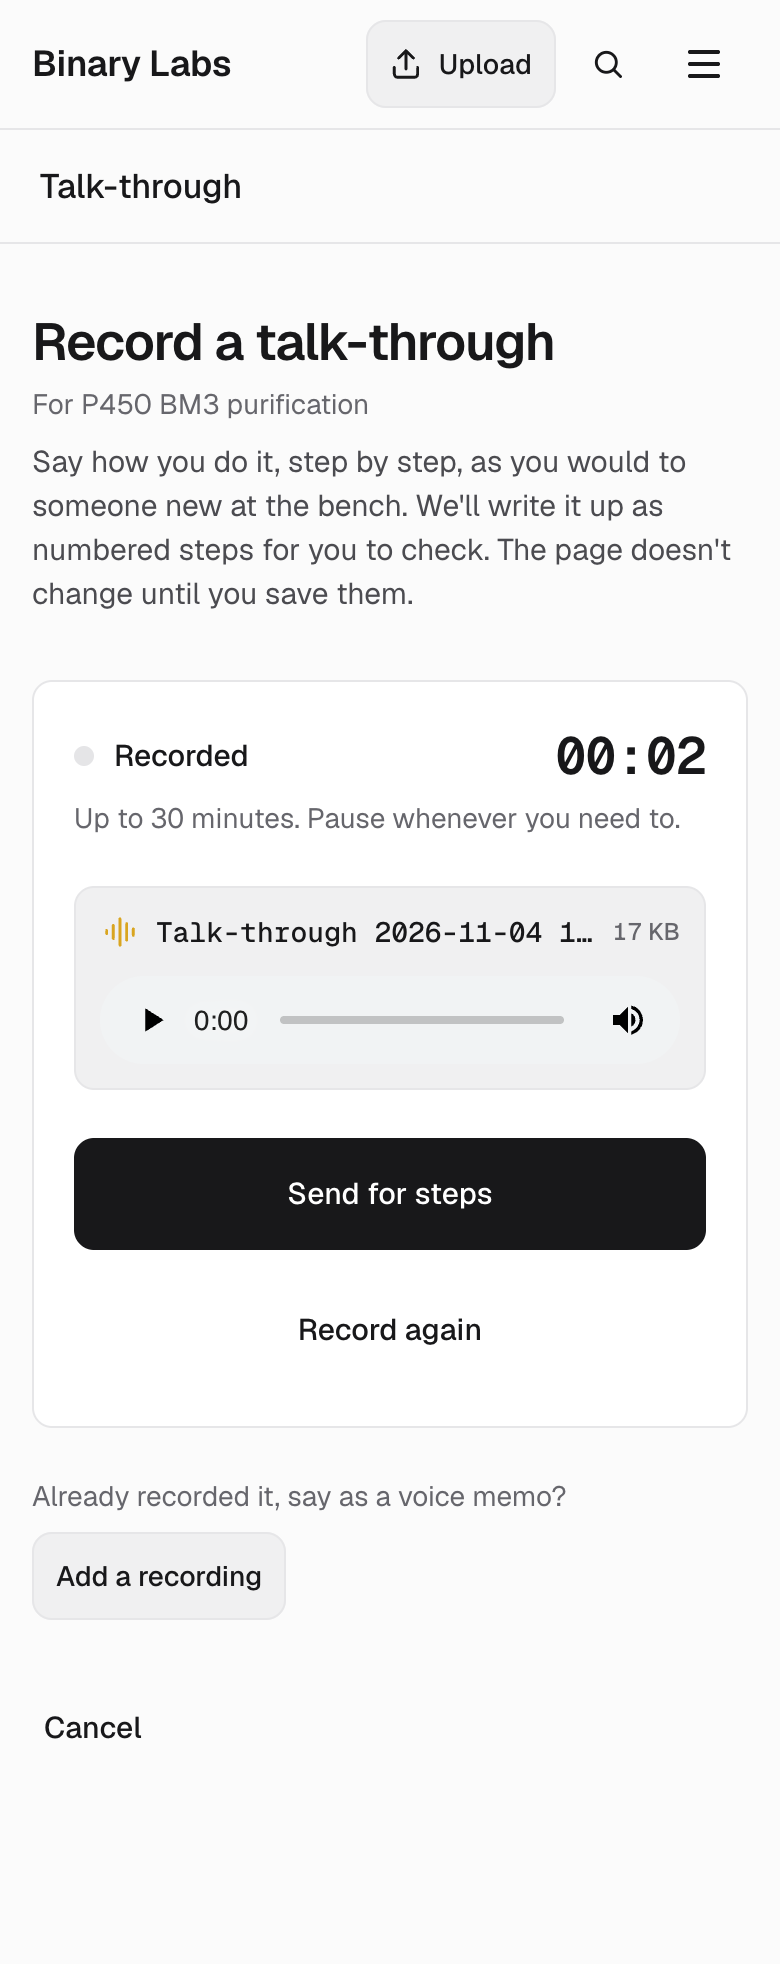 Binary Labs
Upload
Talk-through
Record a talk-through
For P450 BM3 purification
Say how you do it, step by step, as you would to
someone new at the bench. We'll write it up as
numbered steps for you to check. The page doesn't
change until you save them.
Recorded
00:02
Up to 30 minutes. Pause whenever you need to.
Talk-through 2026-11-04 1…
17 KB
0:00
Send for steps
Record again
Already recorded it, say as a voice memo?
Add a recording
Cancel